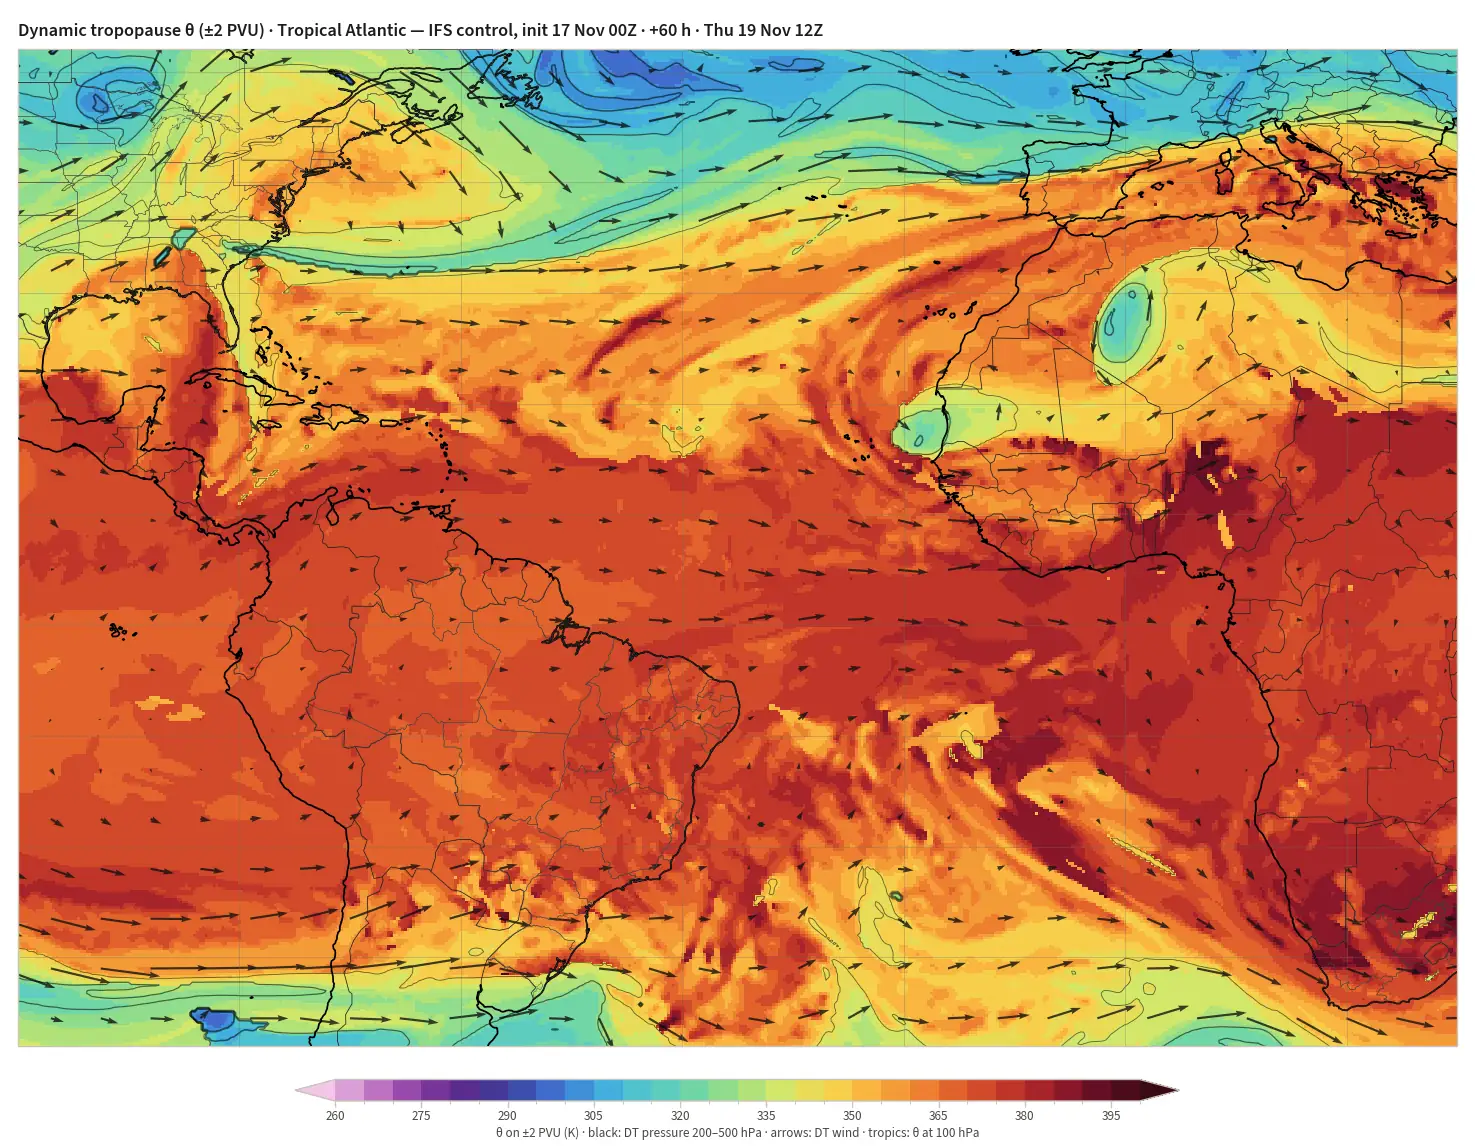 Dynamic tropopause θ (±2 PVU) · Tropical Atlantic — IFS control, init 17 Nov 00Z · +60 h · Thu 19 Nov 12Z
260 275 290 305 320 335 350 365 380 395
θ on ±2 PVU (K) · black: DT pressure 200–500 hPa · arrows: DT wind · tropics: θ at 100 hPa